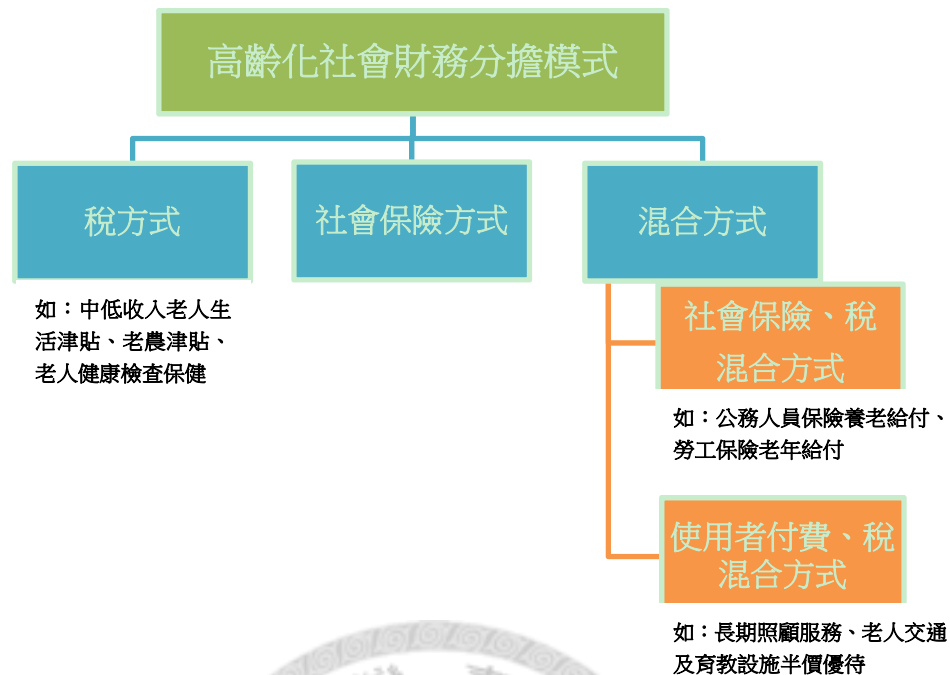 高齡化社會財務分擔模式
稅方式
社會保險方式
混合方式
如：中低收入老人生
活津貼、老農津貼、
老人健康檢查保健
社會保險、稅
混合方式
如：公務人員保險養老給付、
勞工保險老年給付
使用者付費、稅
混合方式
如：長期照顧服務、老人交通
及育教設施半價優待